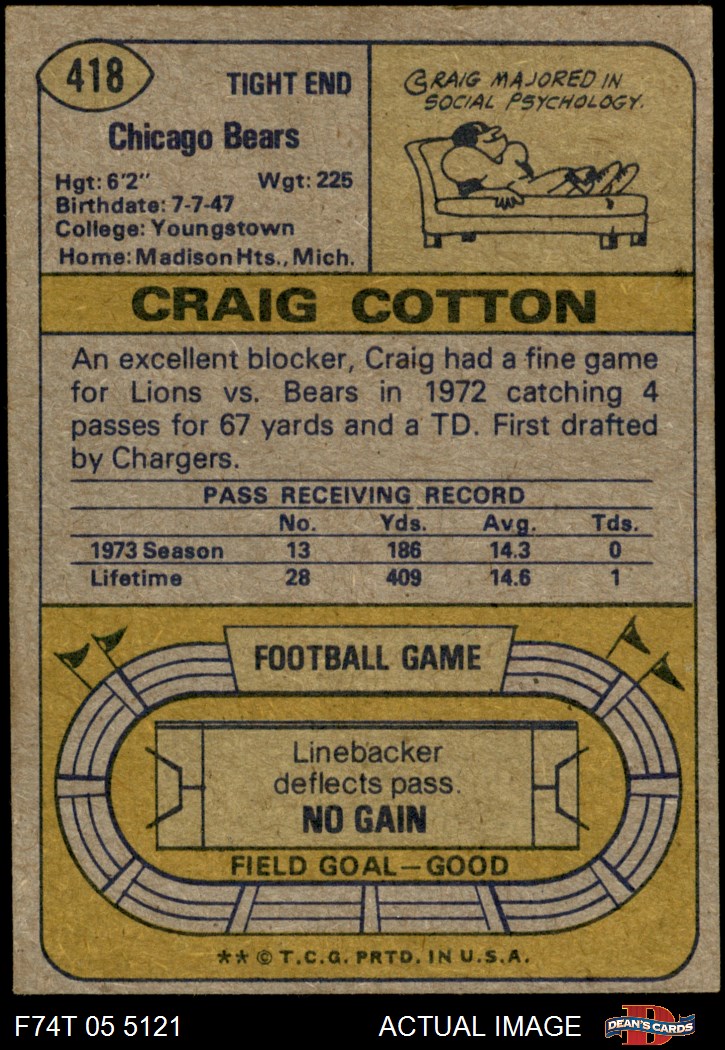 418
TIGHT END
Chicago Bears
Hgt: 6'2" Wgt: 225
Birthdate: 7-7-47
College: Youngstown
Home: Madison Hts., Mich.
CRAIG MAJORED IN
SOCIAL PSYCHOLOGY.
CRAIG COTTON
An excellent blocker, Craig had a fine game
for Lions vs. Bears in 1972 catching 4
passes for 67 yards and a TD. First drafted
by Chargers.
PASS RECEIVING RECORD
No. Yds. Avg. Tds.
1973 Season 13 186 14.3 0
Lifetime 28 409 14.6 1
FOOTBALL GAME
Linebacker
deflects pass.
NO GAIN
FIELD GOAL—GOOD
** © T.C.G. PRTD. IN U.S.A.
F74T 05 5121 ACTUAL IMAGE
D
DEAN'S CARDS